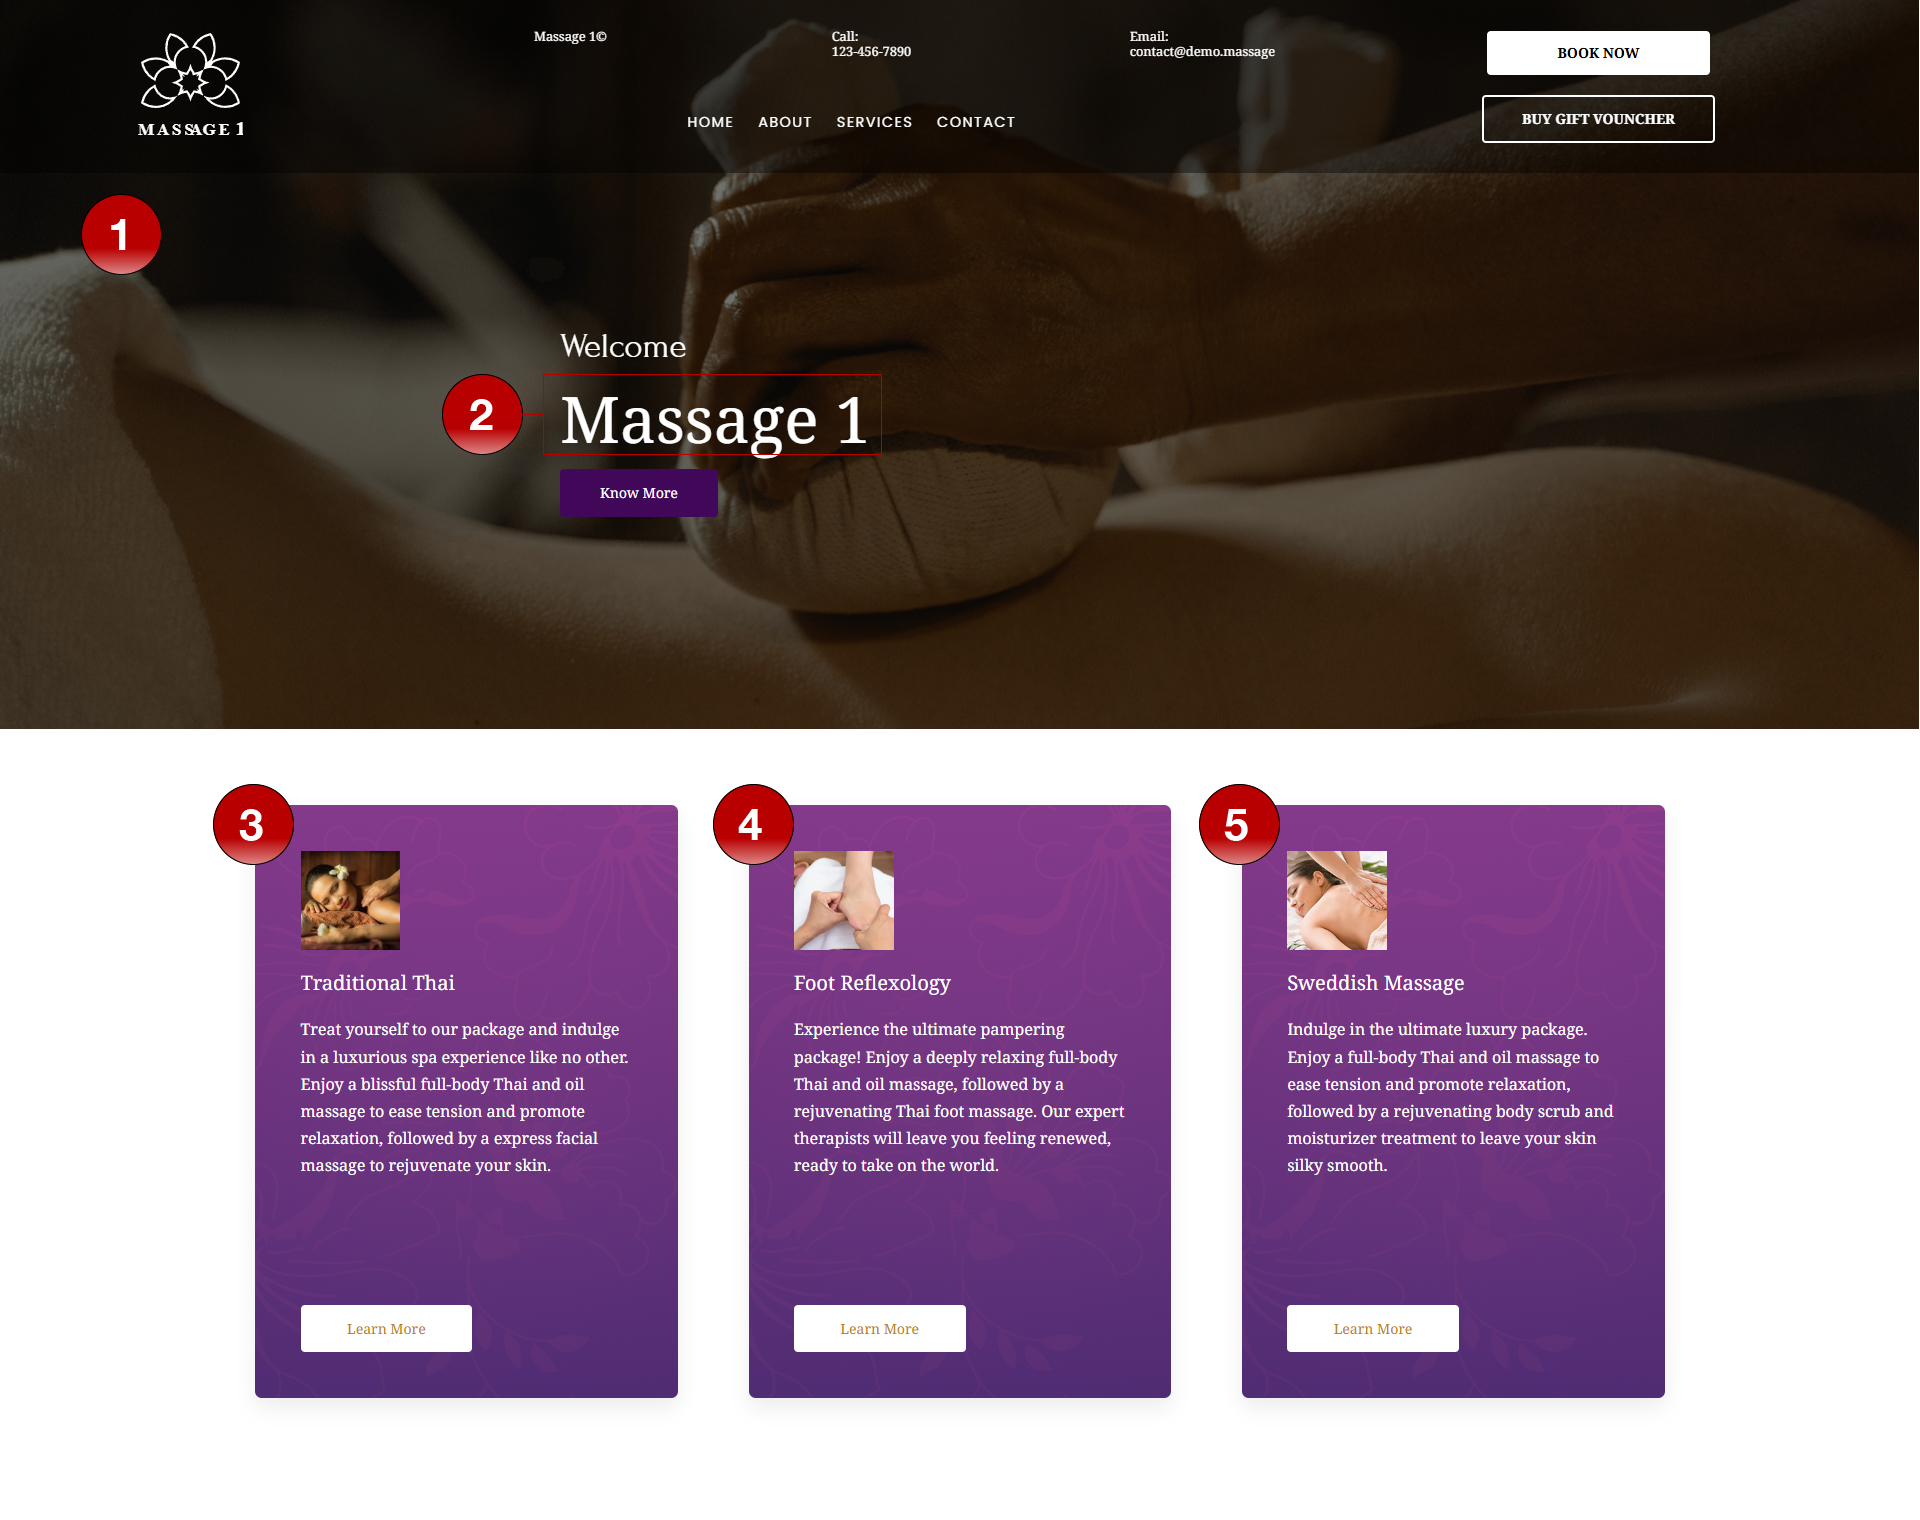 MASSAGE 1
Massage 1©
Call:
123-456-7890
Email:
contact@demo.massage
BOOK NOW
HOME ABOUT SERVICES CONTACT
BUY GIFT VOUNCHER
1
Welcome
2
Massage 1
Know More
3
Traditional Thai
Treat yourself to our package and indulge
in a luxurious spa experience like no other.
Enjoy a blissful full-body Thai and oil
massage to ease tension and promote
relaxation, followed by a express facial
massage to rejuvenate your skin.
Learn More
4
Foot Reflexology
Experience the ultimate pampering
package! Enjoy a deeply relaxing full-body
Thai and oil massage, followed by a
rejuvenating Thai foot massage. Our expert
therapists will leave you feeling renewed,
ready to take on the world.
Learn More
5
Sweddish Massage
Indulge in the ultimate luxury package.
Enjoy a full-body Thai and oil massage to
ease tension and promote relaxation,
followed by a rejuvenating body scrub and
moisturizer treatment to leave your skin
silky smooth.
Learn More